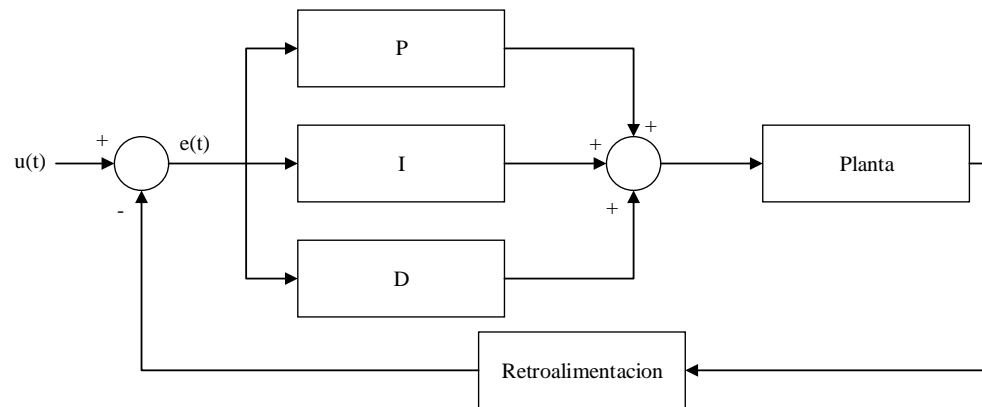 P
+
+
u(t)
e(t)
+
I
Planta
-
+
D
Retroalimentacion